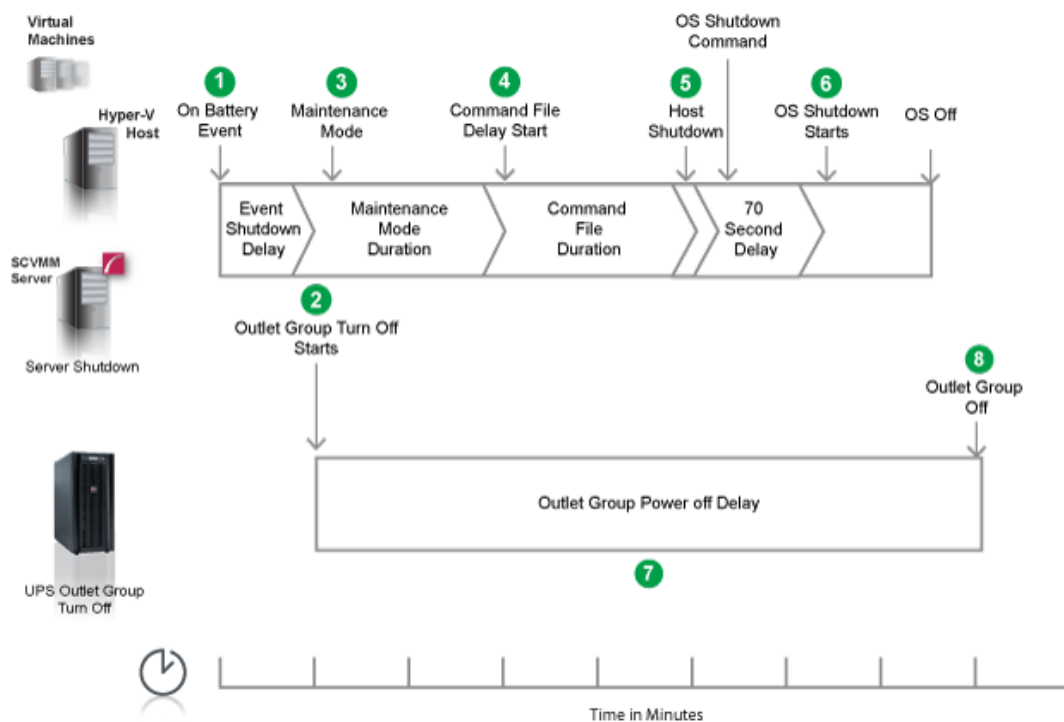 Virtual
Machines
OS Shutdown
Command
1
3
4
5
6
On Battery
Event
Maintenance
Mode
Command File
Delay Start
Host
Shutdown
OS Shutdown
Starts
OS Off
Hyper-V
Host
Event
Shutdown
Delay
Maintenance
Mode
Duration
Command
File
Duration
70
Second
Delay
SCVMM
Server
Server Shutdown
2
Outlet Group Turn Off
Starts
8
Outlet Group
Off
Outlet Group Power off Delay
7
UPS Outlet Group
Turn Off
Time in Minutes